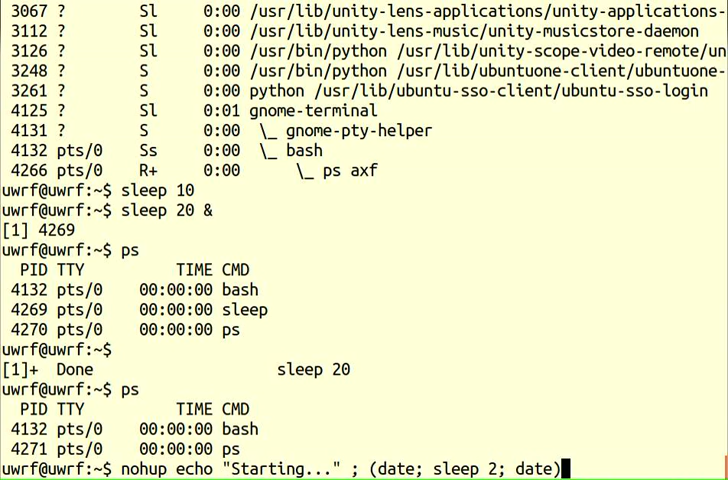 3067 ?        Sl     0:00 /usr/lib/unity-lens-applications/unity-applications-
3112 ?        Sl     0:00 /usr/lib/unity-lens-music/unity-musicstore-daemon
3126 ?        Sl     0:00 /usr/bin/python /usr/lib/unity-scope-video-remote/un
3248 ?        S      0:00 /usr/bin/python /usr/lib/ubuntuone-client/ubuntuone-
3261 ?        S      0:00 python /usr/lib/ubuntu-sso-client/ubuntu-sso-login
4125 ?        Sl     0:01 gnome-terminal
4131 ?        S      0:00  \_ gnome-pty-helper
4132 pts/0    Ss     0:00  \_ bash
4266 pts/0    R+     0:00      \_ ps axf
uwrf@uwrf:~$ sleep 10
uwrf@uwrf:~$ sleep 20 &
[1] 4269
uwrf@uwrf:~$ ps
  PID TTY          TIME CMD
 4132 pts/0    00:00:00 bash
 4269 pts/0    00:00:00 sleep
 4270 pts/0    00:00:00 ps
uwrf@uwrf:~$
[1]+  Done                    sleep 20
uwrf@uwrf:~$ ps
  PID TTY          TIME CMD
 4132 pts/0    00:00:00 bash
 4271 pts/0    00:00:00 ps
uwrf@uwrf:~$ nohup echo "Starting..." ; (date; sleep 2; date)